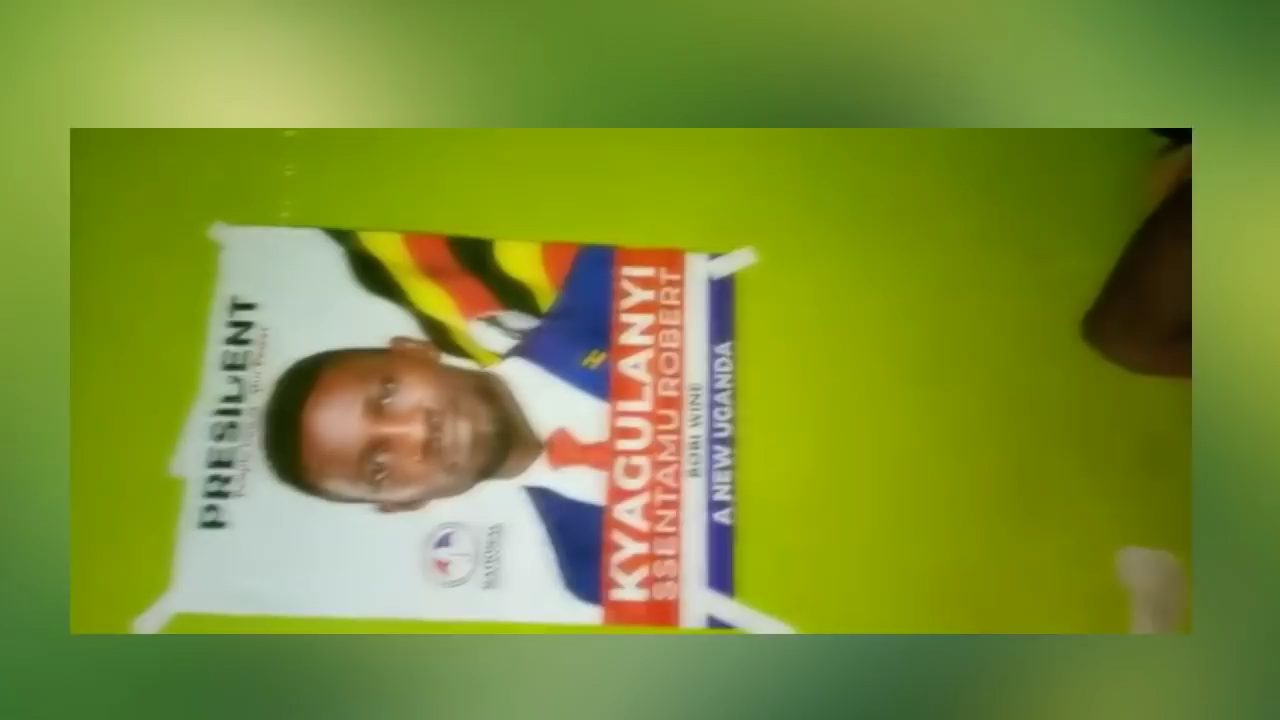 PRESIDENT
KYAGULANYI
SSENTAMU ROBERT
BOBI WINE
A NEW UGANDA